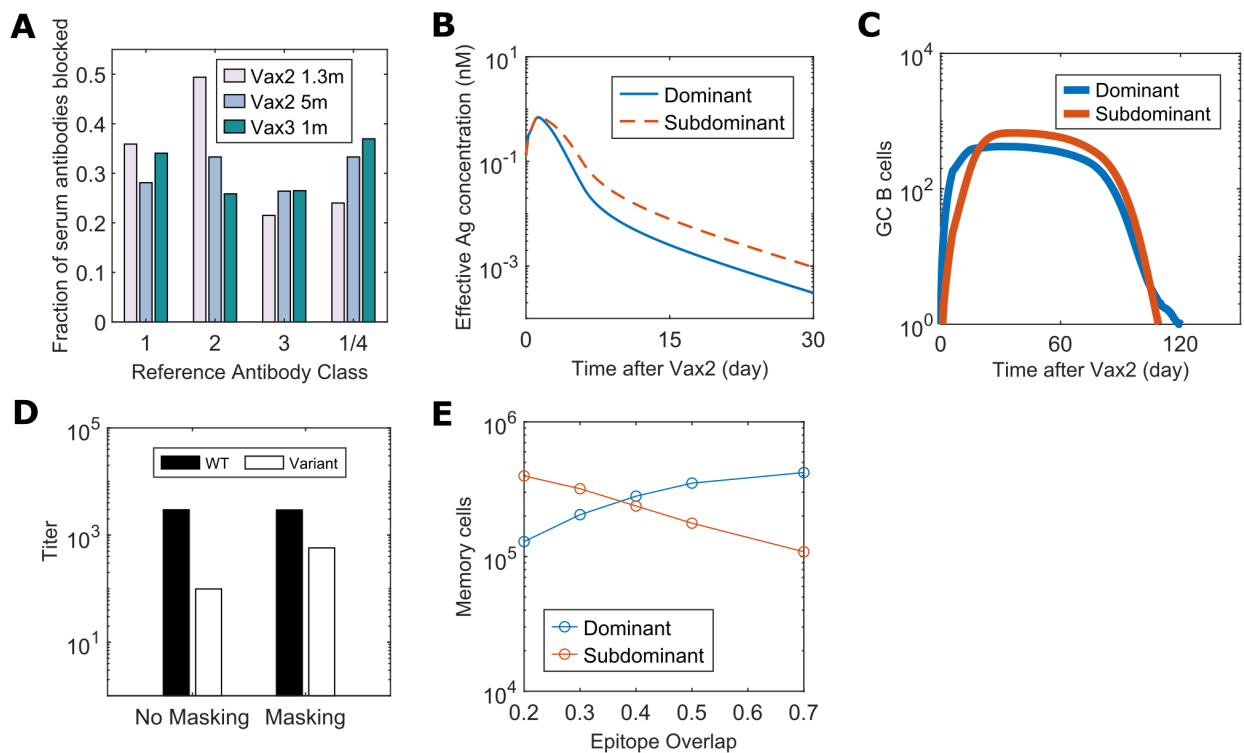 A
Fraction of serum antibodies blocked
0.5
0.4
0.3
0.2
0.1
0
Vax2 1.3m
Vax2 5m
Vax3 1m
1 2 3 1/4
Reference Antibody Class
B
Effective Ag concentration (nM)
10^1
10^-1
10^-3
Dominant
Subdominant
0 15 30
Time after Vax2 (day)
C
GC B cells
10^4
10^2
10^0
Dominant
Subdominant
0 60 120
Time after Vax2 (day)
D
Titer
10^5
10^3
10^1
WT Variant
No Masking Masking
E
Memory cells
10^6
10^5
10^4
Dominant
Subdominant
0.2 0.3 0.4 0.5 0.6 0.7
Epitope Overlap